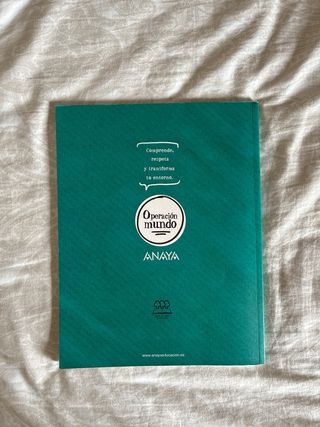 Comprende,
respeta
y transforma
tu entorno.
Operación
mundo
ANAYA
www.anayaeducacion.es